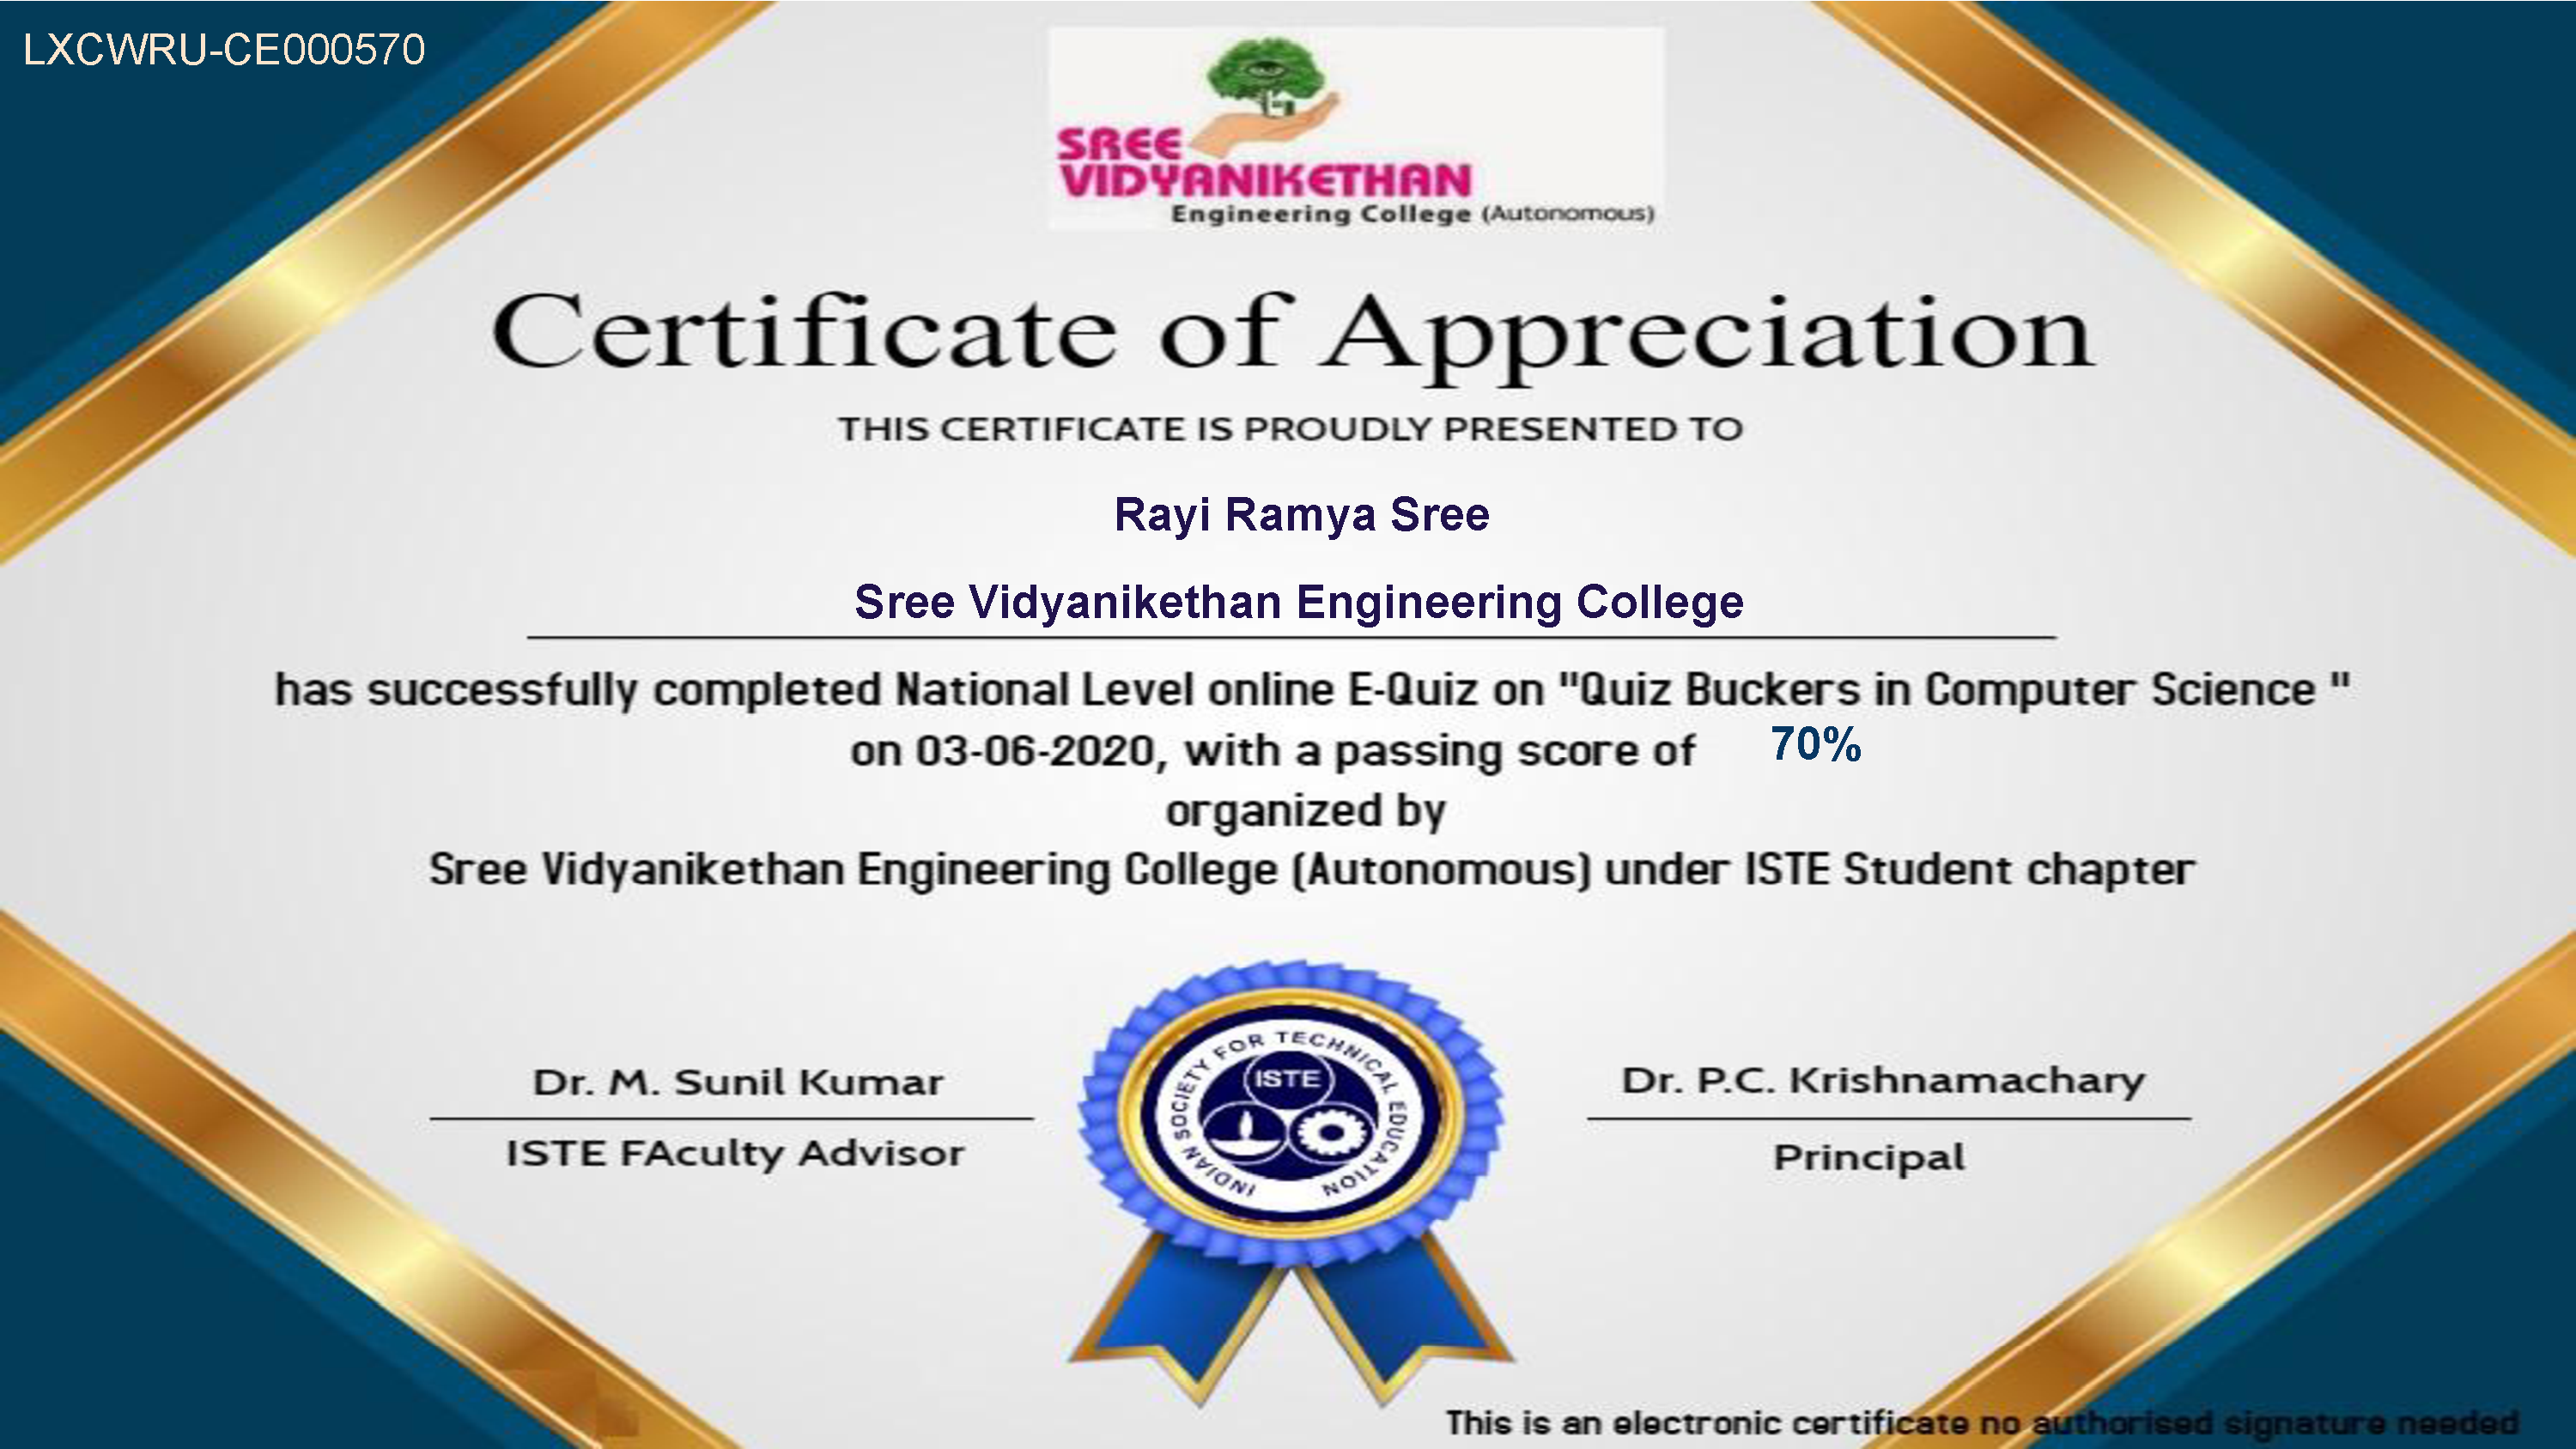 LXCWRU-CE000570
SREE
VIDYANIKETHAN
Engineering College (Autonomous)
Certificate of Appreciation
THIS CERTIFICATE IS PROUDLY PRESENTED TO
Rayi Ramya Sree
Sree Vidyanikethan Engineering College
has successfully completed National Level online E-Quiz on "Quiz Buckers in Computer Science "
on 03-06-2020, with a passing score of 70%
organized by
Sree Vidyanikethan Engineering College (Autonomous) under ISTE Student chapter
Dr. M. Sunil Kumar
ISTE FAculty Advisor
INDIAN SOCIETY FOR TECHNICAL EDUCATION
ISTE
Dr. P.C. Krishnamachary
Principal
This is an electronic certificate no authorised signature needed